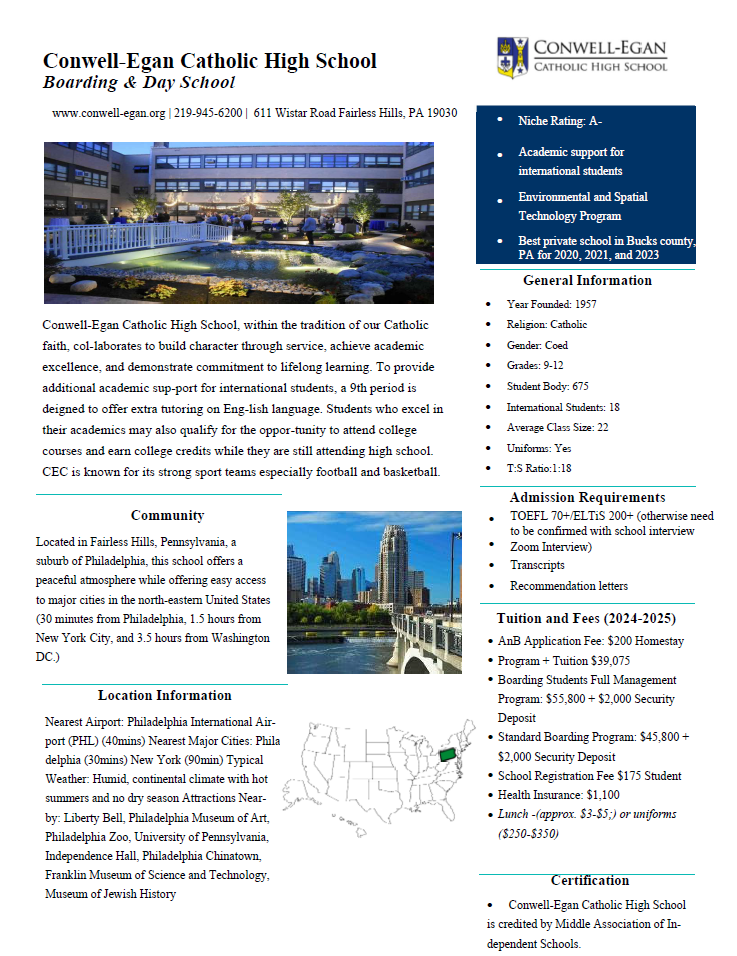 Conwell-Egan Catholic High School
Boarding & Day School
CONWELL-EGAN
CATHOLIC HIGH SCHOOL
www.conwell-egan.org | 219-945-6200 | 611 Wistar Road Fairless Hills, PA 19030
• Niche Rating: A-
• Academic support for
international students
• Environmental and Spatial
Technology Program
• Best private school in Bucks county,
PA for 2020, 2021, and 2023
Conwell-Egan Catholic High School, within the tradition of our Catholic
faith, col-laborates to build character through service, achieve academic
excellence, and demonstrate commitment to lifelong learning. To provide
additional academic sup-port for international students, a 9th period is
deigned to offer extra tutoring on Eng-lish language. Students who excel in
their academics may also qualify for the oppor-tunity to attend college
courses and earn college credits while they are still attending high school.
CEC is known for its strong sport teams especially football and basketball.
General Information
• Year Founded: 1957
• Religion: Catholic
• Gender: Coed
• Grades: 9-12
• Student Body: 675
• International Students: 18
• Average Class Size: 22
• Uniforms: Yes
• T:S Ratio:1:18
Community
Located in Fairless Hills, Pennsylvania, a
suburb of Philadelphia, this school offers a
peaceful atmosphere while offering easy access
to major cities in the north-eastern United States
(30 minutes from Philadelphia, 1.5 hours from
New York City, and 3.5 hours from Washington
DC.)
Admission Requirements
• TOEFL 70+/ELTiS 200+ (otherwise need
to be confirmed with school interview
• Zoom Interview)
• Transcripts
• Recommendation letters
Location Information
Nearest Airport: Philadelphia International Air-
port (PHL) (40mins) Nearest Major Cities: Phila
delphia (30mins) New York (90min) Typical
Weather: Humid, continental climate with hot
summers and no dry season Attractions Near-
by: Liberty Bell, Philadelphia Museum of Art,
Philadelphia Zoo, University of Pennsylvania,
Independence Hall, Philadelphia Chinatown,
Franklin Museum of Science and Technology,
Museum of Jewish History
Tuition and Fees (2024-2025)
• AnB Application Fee: $200 Homestay
• Program + Tuition $39,075
• Boarding Students Full Management
Program: $55,800 + $2,000 Security
Deposit
• Standard Boarding Program: $45,800 +
$2,000 Security Deposit
• School Registration Fee $175 Student
• Health Insurance: $1,100
• Lunch -(approx. $3-$5;) or uniforms
($250-$350)
Certification
• Conwell-Egan Catholic High School
is credited by Middle Association of In-
dependent Schools.